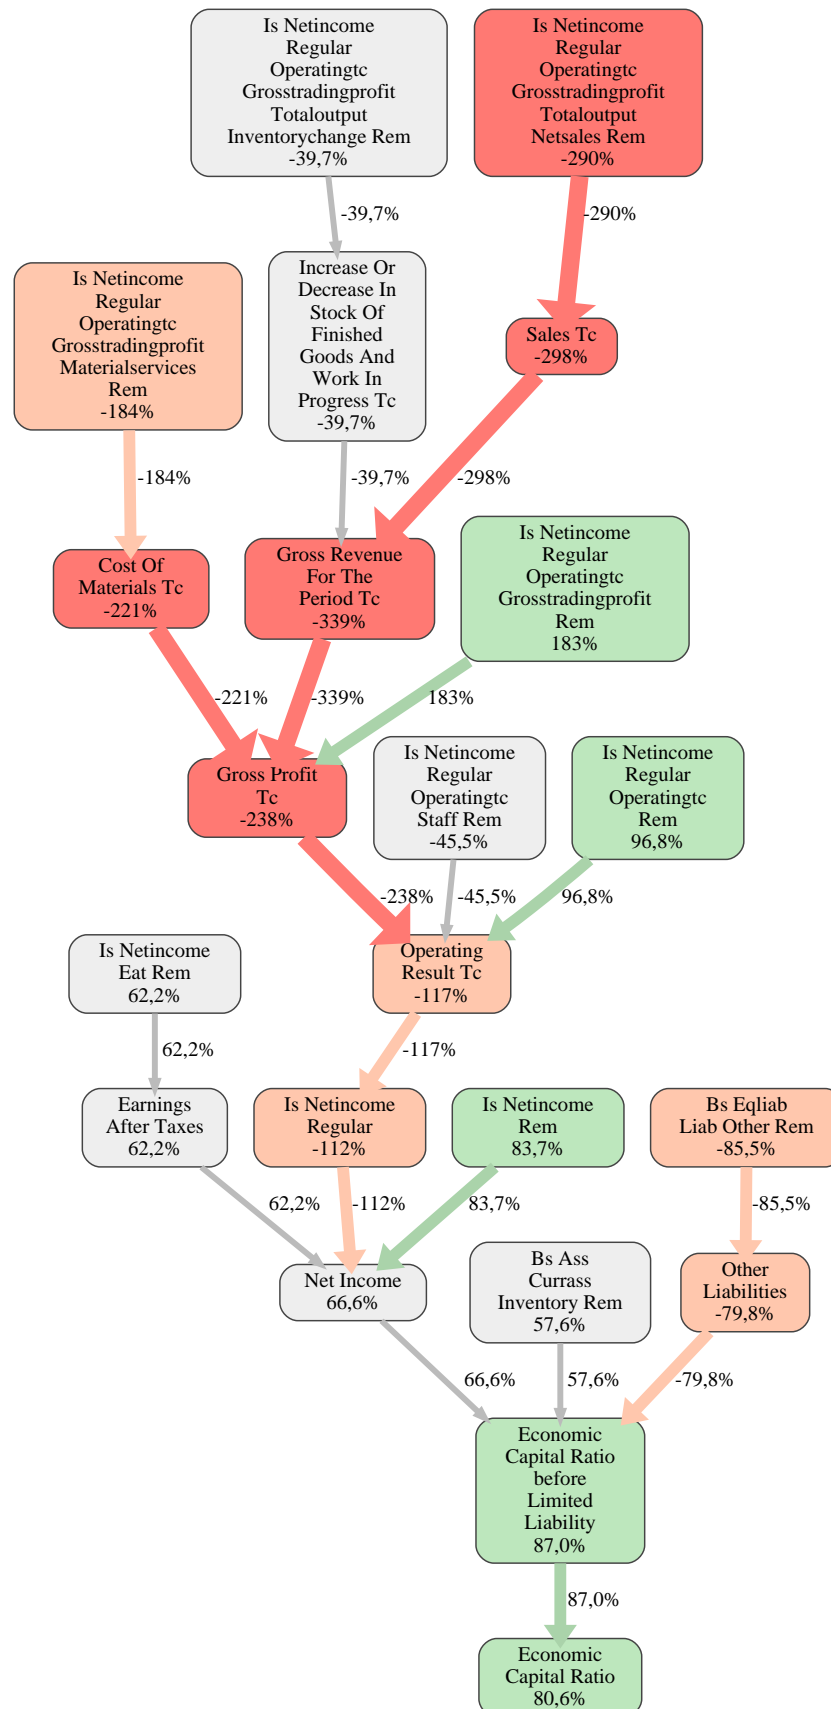 Is Netincome
Regular
Operatingtc
Grosstradingprofit
Totaloutput
Inventorychange Rem
-39,7%
Is Netincome
Regular
Operatingtc
Grosstradingprofit
Totaloutput
Netsales Rem
-290%
-39,7%
-290%
Is Netincome
Regular
Operatingtc
Grosstradingprofit
Materialservices
Rem
-184%
Increase Or
Decrease In
Stock Of
Finished
Goods And
Work In
Progress Tc
-39,7%
Sales Tc
-298%
-184%
-39,7%
-298%
Cost Of
Materials Tc
-221%
Gross Revenue
For The
Period Tc
-339%
Is Netincome
Regular
Operatingtc
Grosstradingprofit
Rem
183%
-221%
-339%
183%
Gross Profit
Tc
-238%
Is Netincome
Regular
Operatingtc
Staff Rem
-45,5%
Is Netincome
Regular
Operatingtc
Rem
96,8%
-238%
-45,5%
96,8%
Is Netincome
Eat Rem
62,2%
Operating
Result Tc
-117%
62,2%
-117%
Earnings
After Taxes
62,2%
Is Netincome
Regular
-112%
Is Netincome
Rem
83,7%
Bs Eqliab
Liab Other Rem
-85,5%
62,2%
-112%
83,7%
-85,5%
Net Income
66,6%
Bs Ass
Currass
Inventory Rem
57,6%
Other
Liabilities
-79,8%
66,6%
57,6%
-79,8%
Economic
Capital Ratio
before
Limited
Liability
87,0%
87,0%
Economic
Capital Ratio
80,6%